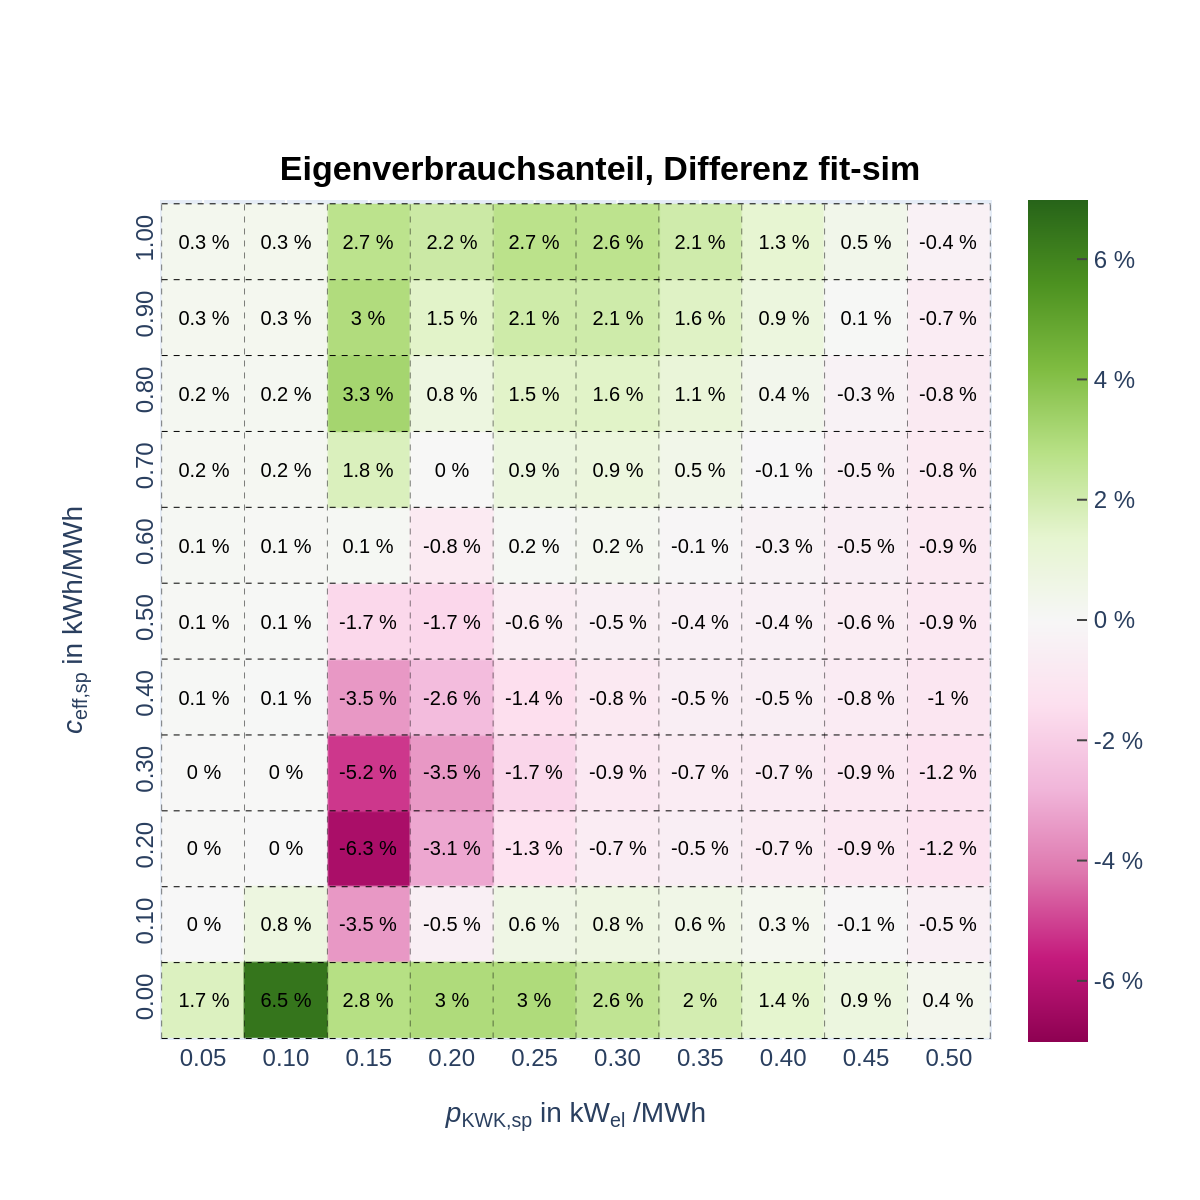 Eigenverbrauchsanteil, Differenz fit-sim
1.00 0.3 % 0.3 % 2.7 % 2.2 % 2.7 % 2.6 % 2.1 % 1.3 % 0.5 % -0.4 %
0.90 0.3 % 0.3 % 3 % 1.5 % 2.1 % 2.1 % 1.6 % 0.9 % 0.1 % -0.7 %
0.80 0.2 % 0.2 % 3.3 % 0.8 % 1.5 % 1.6 % 1.1 % 0.4 % -0.3 % -0.8 %
0.70 0.2 % 0.2 % 1.8 % 0 % 0.9 % 0.9 % 0.5 % -0.1 % -0.5 % -0.8 %
0.60 0.1 % 0.1 % 0.1 % -0.8 % 0.2 % 0.2 % -0.1 % -0.3 % -0.5 % -0.9 %
0.50 0.1 % 0.1 % -1.7 % -1.7 % -0.6 % -0.5 % -0.4 % -0.4 % -0.6 % -0.9 %
0.40 0.1 % 0.1 % -3.5 % -2.6 % -1.4 % -0.8 % -0.5 % -0.5 % -0.8 % -1 %
0.30 0 % 0 % -5.2 % -3.5 % -1.7 % -0.9 % -0.7 % -0.7 % -0.9 % -1.2 %
0.20 0 % 0 % -6.3 % -3.1 % -1.3 % -0.7 % -0.5 % -0.7 % -0.9 % -1.2 %
0.10 0 % 0.8 % -3.5 % -0.5 % 0.6 % 0.8 % 0.6 % 0.3 % -0.1 % -0.5 %
0.00 1.7 % 6.5 % 2.8 % 3 % 3 % 2.6 % 2 % 1.4 % 0.9 % 0.4 %
0.05 0.10 0.15 0.20 0.25 0.30 0.35 0.40 0.45 0.50
p KWK,sp in kW el /MWh
c eff,sp in kWh/MWh
6 %
4 %
2 %
0 %
-2 %
-4 %
-6 %